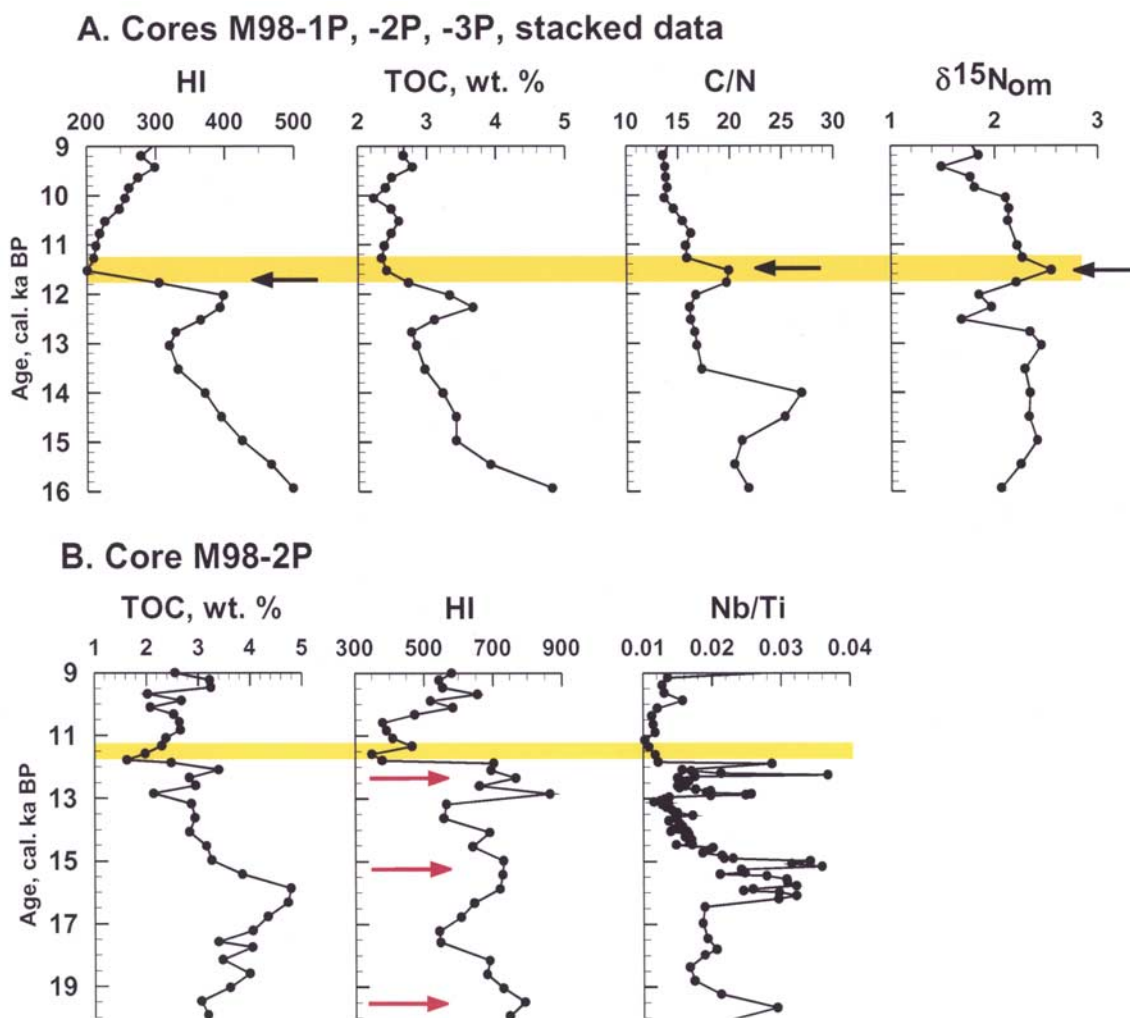 A. Cores M98-1P, -2P, -3P, stacked data
HI TOC, wt. % C/N δ15Nom
200 300 400 500 2 3 4 5 10 15 20 25 30 1 2 3
9
10
11
12
13
14
15
16
Age, cal. ka BP
B. Core M98-2P
TOC, wt. % HI Nb/Ti
1 2 3 4 5 300 500 700 900 0.01 0.02 0.03 0.04
9
11
13
15
17
19
Age, cal. ka BP